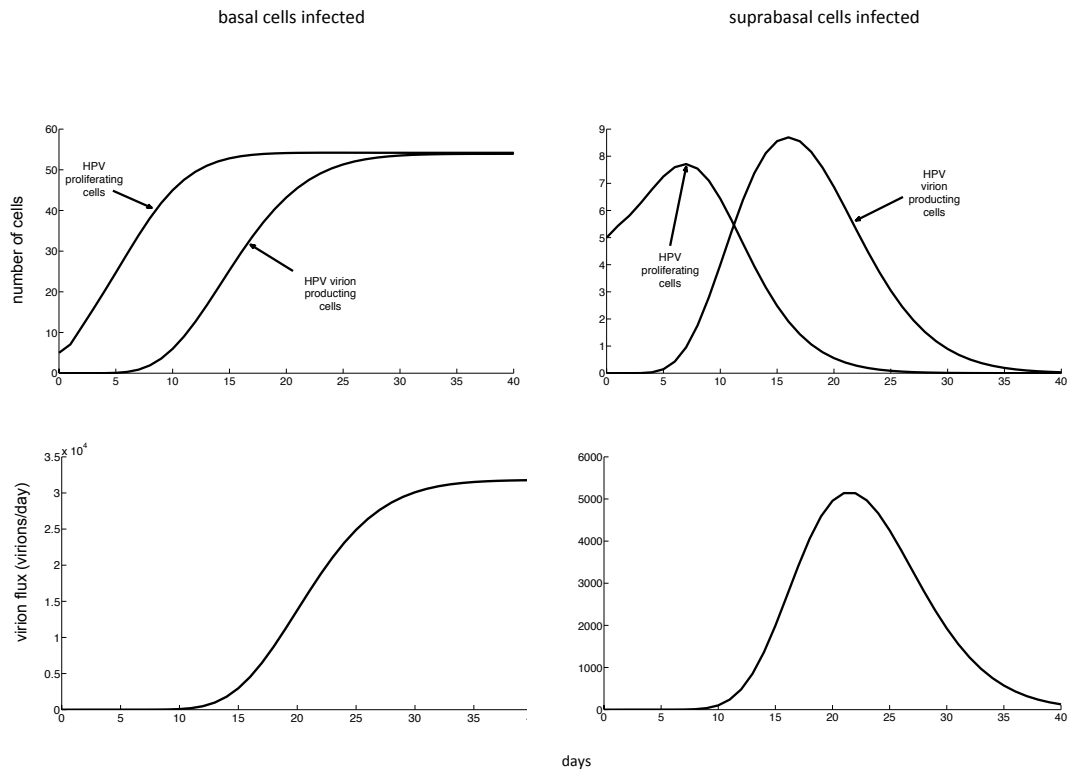 basal cells infected
suprabasal cells infected
number of cells
60
50
40
30
20
10
0
0 5 10 15 20 25 30 35 40
HPV
proliferating
cells
HPV virion
producting
cells
9
8
7
6
5
4
3
2
1
0
0 5 10 15 20 25 30 35 40
HPV
proliferating
cells
HPV
virion
producting
cells
virion flux (virions/day)
x 10⁴
3.5
3
2.5
2
1.5
1
0.5
0
0 5 10 15 20 25 30 35
6000
5000
4000
3000
2000
1000
0
0 5 10 15 20 25 30 35 40
days